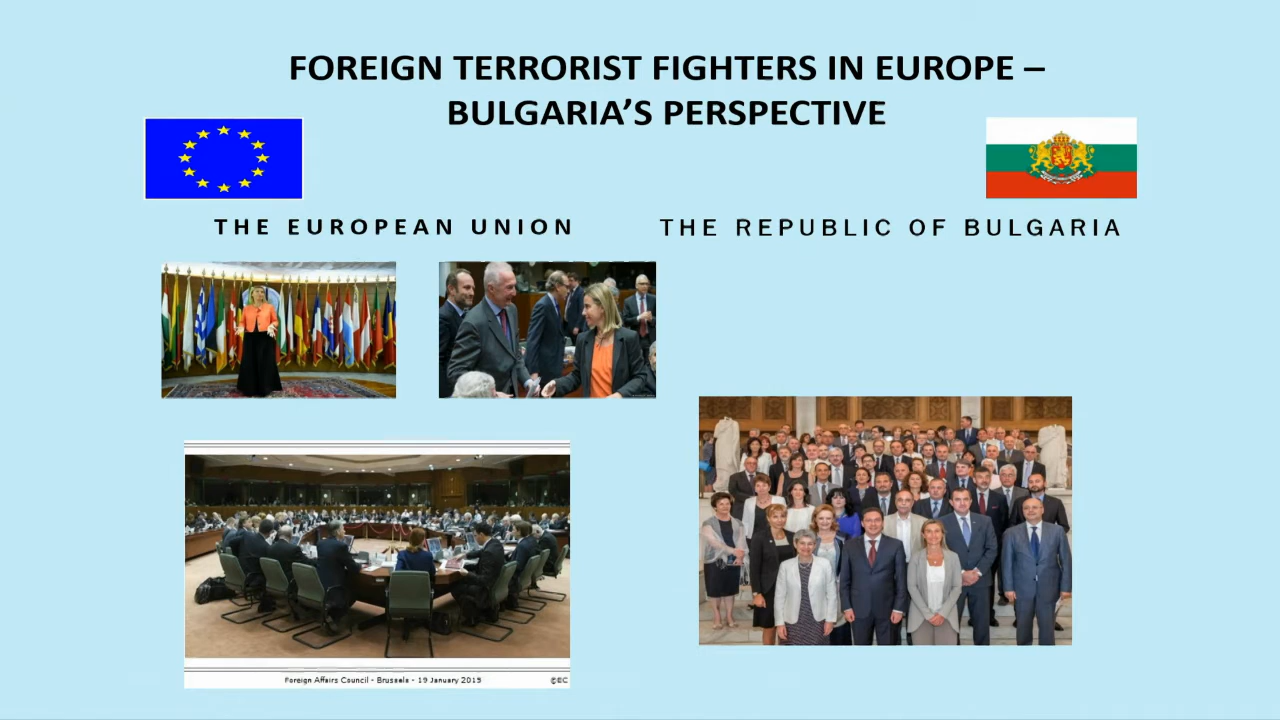 FOREIGN TERRORIST FIGHTERS IN EUROPE –
BULGARIA’S PERSPECTIVE
THE EUROPEAN UNION
THE REPUBLIC OF BULGARIA
Foreign Affairs Council - Brussels - 19 January 2015
©EC